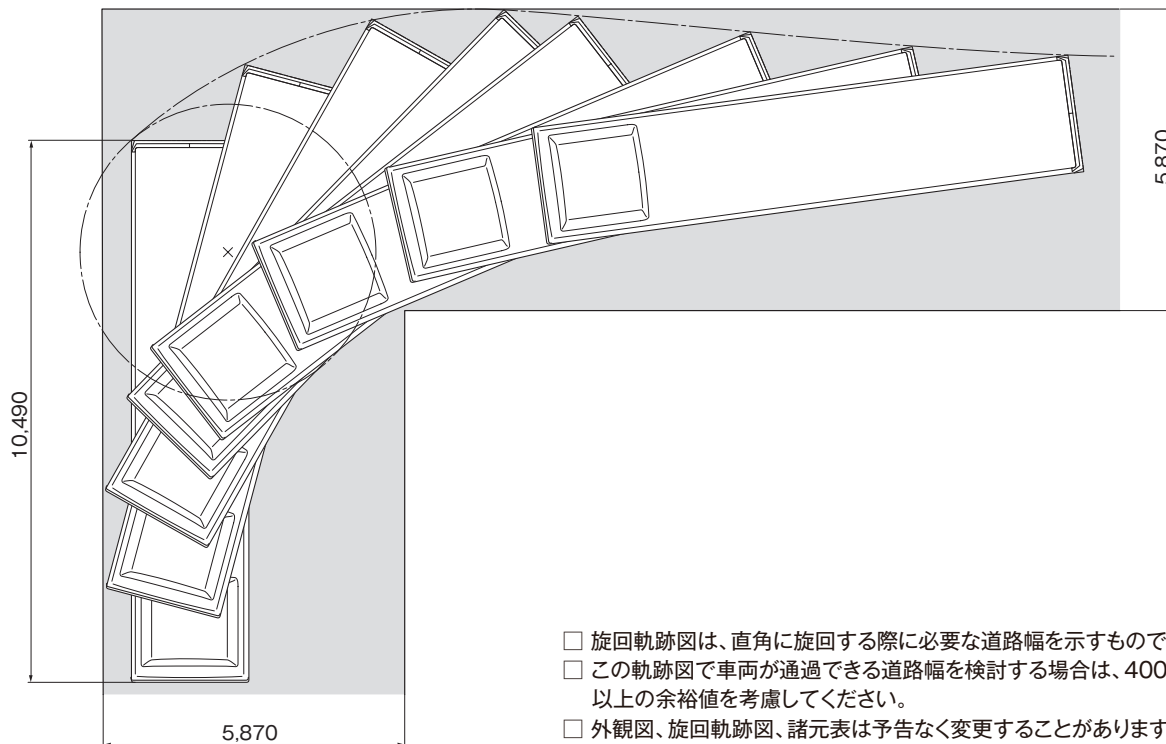 5,870
10,490
5,870
□ 旋回軌跡図は、直角に旋回する際に必要な道路幅を示すもので
□ この軌跡図で車両が通過できる道路幅を検討する場合は、400
以上の余裕値を考慮してください。
□ 外観図、旋回軌跡図、諸元表は予告なく変更することがあります